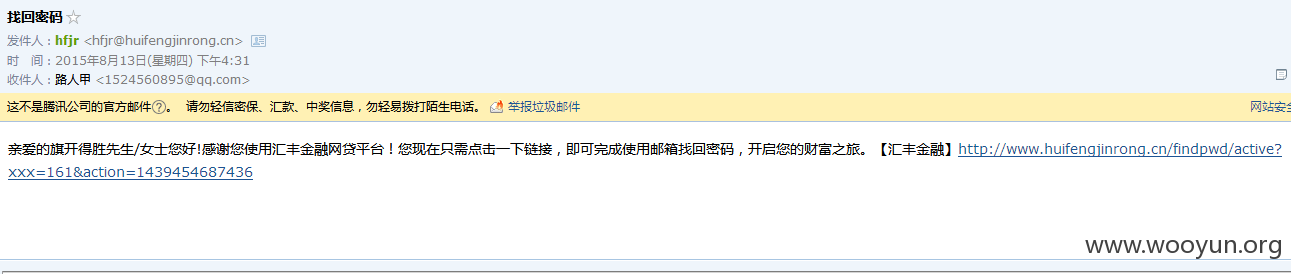 找回密码☆
发件人：hfjr <hfjr@huifengjinrong.cn>
时 间：2015年8月13日(星期四) 下午4:31
收件人：路人甲 <1524560895@qq.com>
这不是腾讯公司的官方邮件?。 请勿轻信密保、汇款、中奖信息，勿轻易拨打陌生电话。 举报垃圾邮件 网站安全
亲爱的旗开得胜先生/女士您好!感谢您使用汇丰金融网贷平台！您现在只需点击一下链接，即可完成使用邮箱找回密码，开启您的财富之旅。【汇丰金融】http://www.huifengjinrong.cn/findpwd/active?
xxx=161&action=1439454687436
www.wooyun.org